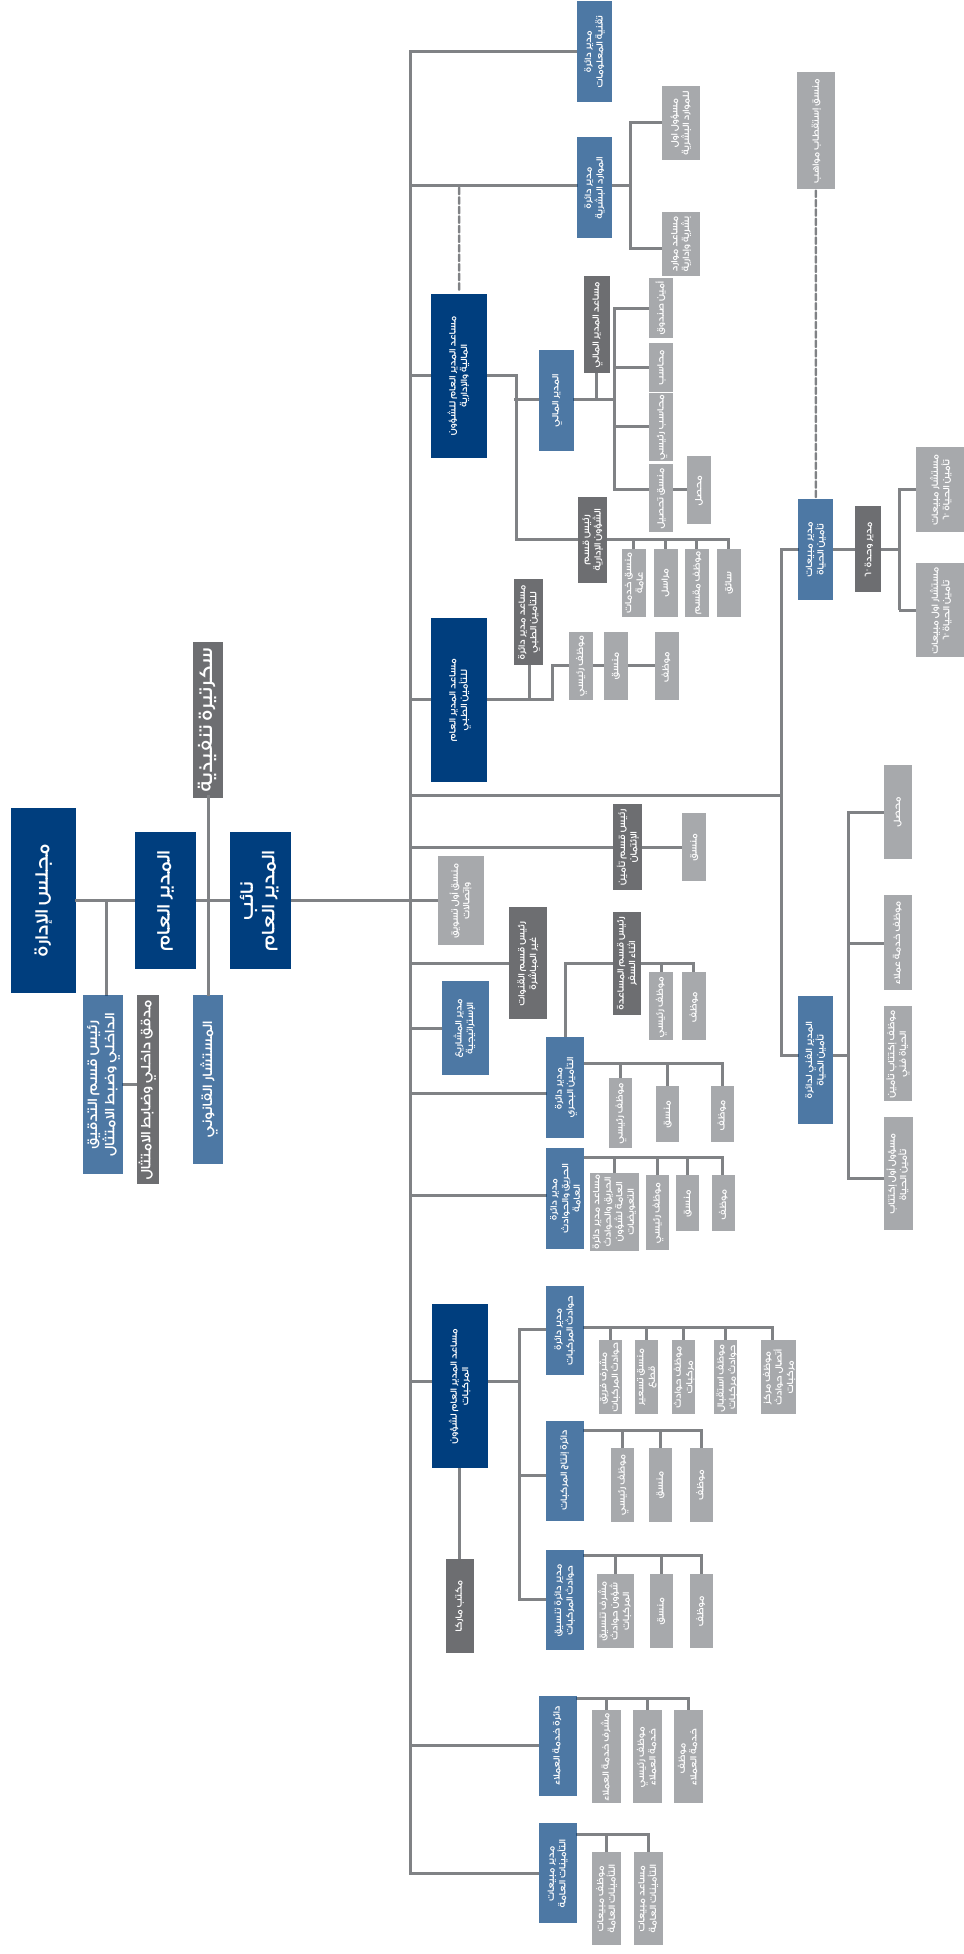 مجلس الإدارة
رئيس قسم التدقيق
الداخلي وضبط الامتثال
مدقق داخلي وضابط الامتثال
المدير العام
سكرتيرة تنفيذية
المستشار القانوني
نائب
المدير العام
مدير دائرة
تقنية المعلومات
مدير دائرة
الموارد البشرية
مسؤول اول
للموارد البشرية
مساعد موارد
بشرية وإدارية
مساعد المدير العام للشؤون
المالية والإدارية
المدير المالي
مساعد المدير المالي
أمين صندوق
محاسب
محاسب رئيسي
منسق تحصيل
محصل
رئيس قسم
الشؤون الإدارية
منسق خدمات
عامة
مراسل
موظف مقسم
سائق
مساعد المدير العام
للتأمين الطبي
مساعد مدير دائرة
للتأمين الطبي
موظف رئيسي
منسق
موظف
منسق إستقطاب مواهب
مدير مبيعات
تأمين الحياة
مدير وحدة ٦
مستشار مبيعات
تأمين الحياة ٦
مستشار اول مبيعات
تأمين الحياة ٦
المدير الفني لدائرة
تأمين الحياة
محصل
موظف خدمة عملاء
موظف إكتتاب تأمين
الحياة فني
مسؤول أول إكتتاب
تأمين الحياة
رئيس قسم تأمين
الإئتمان
منسق
منسق أول تسويق
وإتصالات
رئيس قسم القنوات
غير المباشرة
مدير المشاريع
الإستراتيجية
رئيس قسم المساعدة
اثناء السفر
موظف رئيسي
موظف
مدير دائرة
التأمين البحري
موظف رئيسي
منسق
موظف
مدير دائرة
الحريق والحوادث
العامة
مساعد مدير دائرة
الحريق والحوادث
العامة لشؤون
التعويضات
موظف رئيسي
منسق
موظف
مساعد المدير العام لشؤون
المركبات
مكتب ماركا
مدير دائرة
حوادث المركبات
مشرف فريق
حوادث المركبات
منسق تسعير
قطع
موظف حوادث
مركبات
موظف استقبال
حوادث مركبات
موظف مركز
اتصال حوادث
مركبات
دائرة إنتاج المركبات
موظف رئيسي
منسق
موظف
مدير دائرة تنسيق
حوادث المركبات
مشرف تنسيق
شؤون حوادث
المركبات
منسق
موظف
دائرة خدمة العملاء
مشرف خدمة العملاء
موظف رئيسي
خدمة العملاء
موظف
خدمة العملاء
مدير مبيعات
التأمينات العامة
موظف مبيعات
التأمينات العامة
مساعد مبيعات
التأمينات العامة